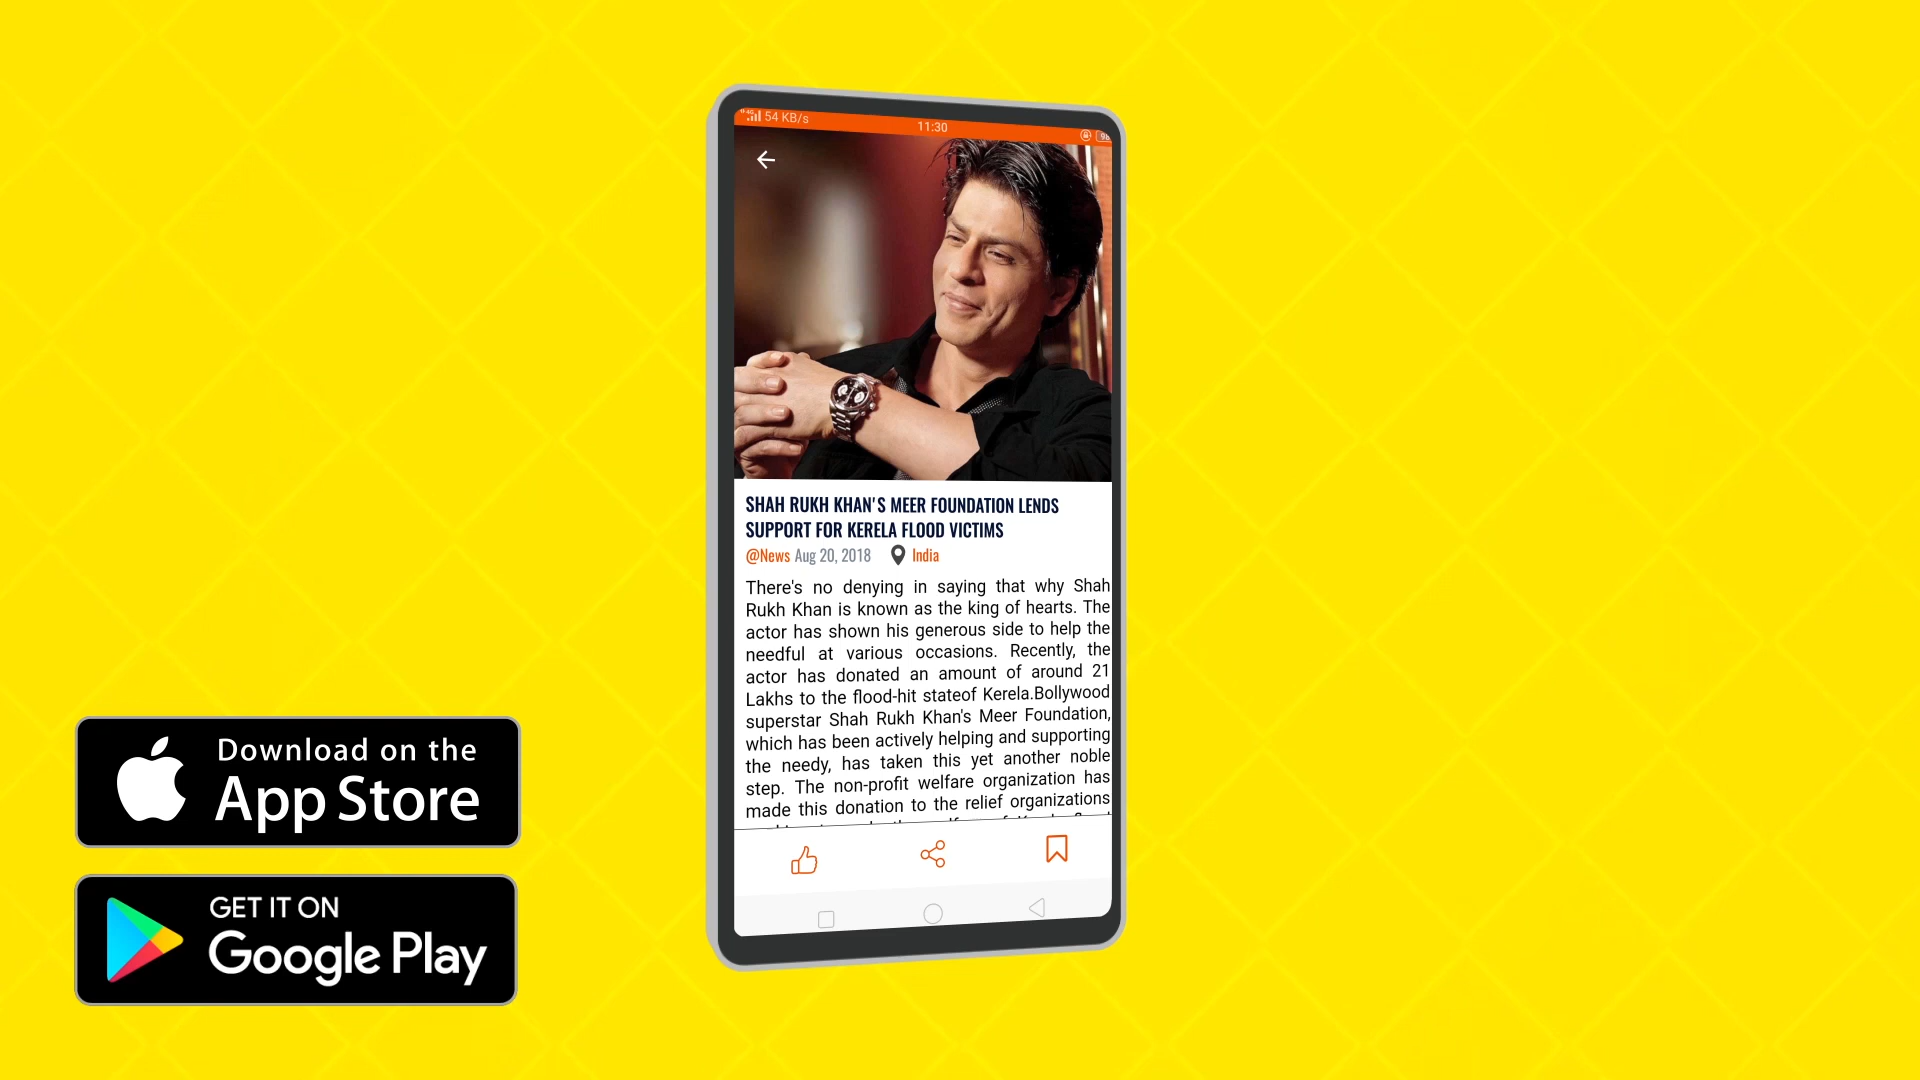 54 KB/s
11:30
SHAH RUKH KHAN'S MEER FOUNDATION LENDS
SUPPORT FOR KERELA FLOOD VICTIMS
@News Aug 20, 2018 India
There's no denying in saying that why Shah
Rukh Khan is known as the king of hearts. The
actor has shown his generous side to help the
needful at various occasions. Recently, the
actor has donated an amount of around 21
Lakhs to the flood-hit stateof Kerela.Bollywood
superstar Shah Rukh Khan's Meer Foundation,
which has been actively helping and supporting
the needy, has taken this yet another noble
step. The non-profit welfare organization has
made this donation to the relief organizations
Download on the
App Store
GET IT ON
Google Play